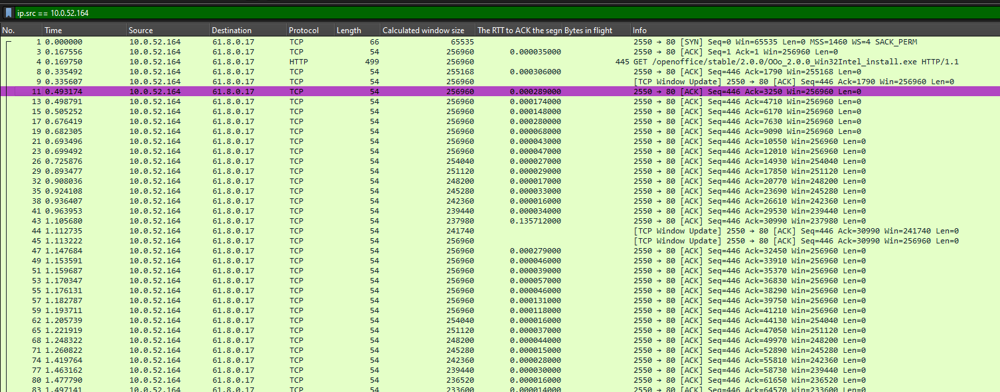 ip.src == 10.0.52.164
No. Time Source Destination Protocol Length Calculated window size The RTT to ACK the segn Bytes in flight Info
1 0.000000 10.0.52.164 61.8.0.17 TCP 66 65535 2550 → 80 [SYN] Seq=0 Win=65535 Len=0 MSS=1460 WS=4 SACK_PERM
3 0.167556 10.0.52.164 61.8.0.17 TCP 54 256960 0.000035000 2550 → 80 [ACK] Seq=1 Ack=1 Win=256960 Len=0
4 0.169750 10.0.52.164 61.8.0.17 HTTP 499 256960 445 GET /openoffice/stable/2.0.0/OOo_2.0.0_Win32Intel_install.exe HTTP/1.1
8 0.335492 10.0.52.164 61.8.0.17 TCP 54 255168 0.000306000 2550 → 80 [ACK] Seq=446 Ack=1790 Win=255168 Len=0
9 0.335607 10.0.52.164 61.8.0.17 TCP 54 256960 [TCP Window Update] 2550 → 80 [ACK] Seq=446 Ack=1790 Win=256960 Len=0
11 0.493174 10.0.52.164 61.8.0.17 TCP 54 256960 0.000289000 2550 → 80 [ACK] Seq=446 Ack=3250 Win=256960 Len=0
13 0.498791 10.0.52.164 61.8.0.17 TCP 54 256960 0.000174000 2550 → 80 [ACK] Seq=446 Ack=4710 Win=256960 Len=0
15 0.505252 10.0.52.164 61.8.0.17 TCP 54 256960 0.000148000 2550 → 80 [ACK] Seq=446 Ack=6170 Win=256960 Len=0
17 0.676419 10.0.52.164 61.8.0.17 TCP 54 256960 0.000280000 2550 → 80 [ACK] Seq=446 Ack=7630 Win=256960 Len=0
19 0.682305 10.0.52.164 61.8.0.17 TCP 54 256960 0.000068000 2550 → 80 [ACK] Seq=446 Ack=9090 Win=256960 Len=0
21 0.693496 10.0.52.164 61.8.0.17 TCP 54 256960 0.000043000 2550 → 80 [ACK] Seq=446 Ack=10550 Win=256960 Len=0
23 0.699492 10.0.52.164 61.8.0.17 TCP 54 256960 0.000047000 2550 → 80 [ACK] Seq=446 Ack=12010 Win=256960 Len=0
26 0.725876 10.0.52.164 61.8.0.17 TCP 54 254040 0.000027000 2550 → 80 [ACK] Seq=446 Ack=14930 Win=254040 Len=0
29 0.893477 10.0.52.164 61.8.0.17 TCP 54 251120 0.000029000 2550 → 80 [ACK] Seq=446 Ack=17850 Win=251120 Len=0
32 0.908036 10.0.52.164 61.8.0.17 TCP 54 248200 0.000017000 2550 → 80 [ACK] Seq=446 Ack=20770 Win=248200 Len=0
35 0.924108 10.0.52.164 61.8.0.17 TCP 54 245280 0.000033000 2550 → 80 [ACK] Seq=446 Ack=23690 Win=245280 Len=0
38 0.936407 10.0.52.164 61.8.0.17 TCP 54 242360 0.000016000 2550 → 80 [ACK] Seq=446 Ack=26610 Win=242360 Len=0
41 0.963953 10.0.52.164 61.8.0.17 TCP 54 239440 0.000034000 2550 → 80 [ACK] Seq=446 Ack=29530 Win=239440 Len=0
43 1.105680 10.0.52.164 61.8.0.17 TCP 54 237980 0.135712000 2550 → 80 [ACK] Seq=446 Ack=30990 Win=237980 Len=0
44 1.112735 10.0.52.164 61.8.0.17 TCP 54 241740 [TCP Window Update] 2550 → 80 [ACK] Seq=446 Ack=30990 Win=241740 Len=0
45 1.113222 10.0.52.164 61.8.0.17 TCP 54 256960 [TCP Window Update] 2550 → 80 [ACK] Seq=446 Ack=30990 Win=256960 Len=0
47 1.147684 10.0.52.164 61.8.0.17 TCP 54 256960 0.000279000 2550 → 80 [ACK] Seq=446 Ack=32450 Win=256960 Len=0
49 1.153591 10.0.52.164 61.8.0.17 TCP 54 256960 0.000046000 2550 → 80 [ACK] Seq=446 Ack=33910 Win=256960 Len=0
51 1.159687 10.0.52.164 61.8.0.17 TCP 54 256960 0.000039000 2550 → 80 [ACK] Seq=446 Ack=35370 Win=256960 Len=0
53 1.170347 10.0.52.164 61.8.0.17 TCP 54 256960 0.000057000 2550 → 80 [ACK] Seq=446 Ack=36830 Win=256960 Len=0
55 1.176131 10.0.52.164 61.8.0.17 TCP 54 256960 0.000046000 2550 → 80 [ACK] Seq=446 Ack=38290 Win=256960 Len=0
57 1.182787 10.0.52.164 61.8.0.17 TCP 54 256960 0.000131000 2550 → 80 [ACK] Seq=446 Ack=39750 Win=256960 Len=0
59 1.193711 10.0.52.164 61.8.0.17 TCP 54 256960 0.000118000 2550 → 80 [ACK] Seq=446 Ack=41210 Win=256960 Len=0
62 1.205739 10.0.52.164 61.8.0.17 TCP 54 254040 0.000016000 2550 → 80 [ACK] Seq=446 Ack=44130 Win=254040 Len=0
65 1.221919 10.0.52.164 61.8.0.17 TCP 54 251120 0.000037000 2550 → 80 [ACK] Seq=446 Ack=47050 Win=251120 Len=0
68 1.248322 10.0.52.164 61.8.0.17 TCP 54 248200 0.000044000 2550 → 80 [ACK] Seq=446 Ack=49970 Win=248200 Len=0
71 1.260822 10.0.52.164 61.8.0.17 TCP 54 245280 0.000015000 2550 → 80 [ACK] Seq=446 Ack=52890 Win=245280 Len=0
74 1.419764 10.0.52.164 61.8.0.17 TCP 54 242360 0.000028000 2550 → 80 [ACK] Seq=446 Ack=55810 Win=242360 Len=0
77 1.463162 10.0.52.164 61.8.0.17 TCP 54 239440 0.000030000 2550 → 80 [ACK] Seq=446 Ack=58730 Win=239440 Len=0
80 1.477790 10.0.52.164 61.8.0.17 TCP 54 236520 0.000016000 2550 → 80 [ACK] Seq=446 Ack=61650 Win=236520 Len=0
83 1.497141 10.0.52.164 61.8.0.17 TCP 54 233600 0.000014000 2550 → 80 [ACK] Seq=446 Ack=64570 Win=233600 Len=0